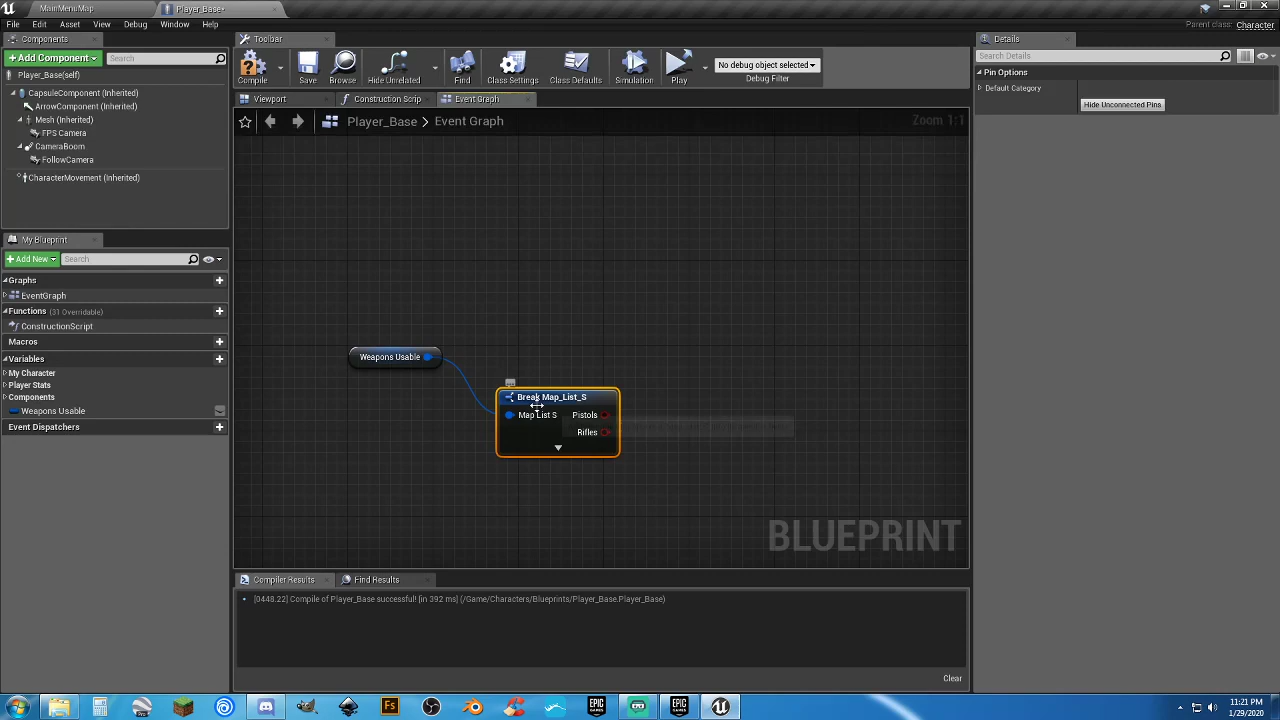 MainMenuMap
Player_Base*
File Edit Asset View Debug Window Help
Parent class: Character
Components
Toolbar
Details
+Add Component
Search
Search Details
Player_Base(self)
Pin Options
CapsuleComponent (Inherited)
Compile
Browse
Hide Unrelated
Find
Class Settings
Class Defaults
Simulation
Play
No debug object selected
Debug Filter
Default Category
ArrowComponent (Inherited)
Hide Unconnected Pins
Mesh (Inherited)
Viewport
Construction Scrip
Event Graph
FPS Camera
Player_Base > Event Graph
Zoom 1:1
CameraBoom
FollowCamera
CharacterMovement (Inherited)
My Blueprint
+Add New
Search
Graphs
EventGraph
Functions (31 Overridable)
ConstructionScript
Macros
Variables
Weapons Usable
My Character
Player Stats
Components
Break Map_List_S
Weapons Usable
Map List S
Pistols
Event Dispatchers
Rifles
BLUEPRINT
Compiler Results
Find Results
[0448.22] Compile of Player_Base successful! [in 392 ms] (/Game/Characters/Blueprints/Player_Base.Player_Base)
Clear
EPIC GAMES
EPIC GAMES
Fs
11:21 PM
1/29/2020